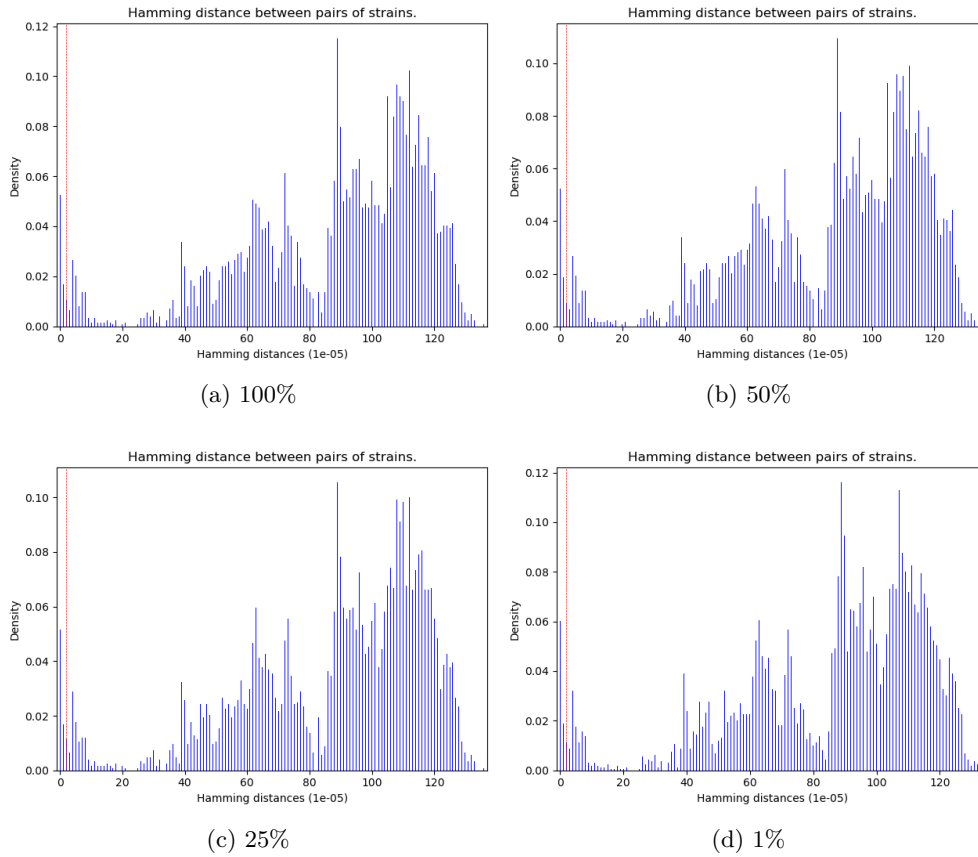 Hamming distance between pairs of strains.
0.12
0.10
0.08
0.06
0.04
0.02
0.00
Density
0 20 40 60 80 100 120
Hamming distances (1e-05)
(a) 100%
Hamming distance between pairs of strains.
0.10
0.08
0.06
0.04
0.02
0.00
Density
0 20 40 60 80 100 120
Hamming distances (1e-05)
(b) 50%
Hamming distance between pairs of strains.
0.10
0.08
0.06
0.04
0.02
0.00
Density
0 20 40 60 80 100 120
Hamming distances (1e-05)
(c) 25%
Hamming distance between pairs of strains.
0.12
0.10
0.08
0.06
0.04
0.02
0.00
Density
0 20 40 60 80 100 120
Hamming distances (1e-05)
(d) 1%